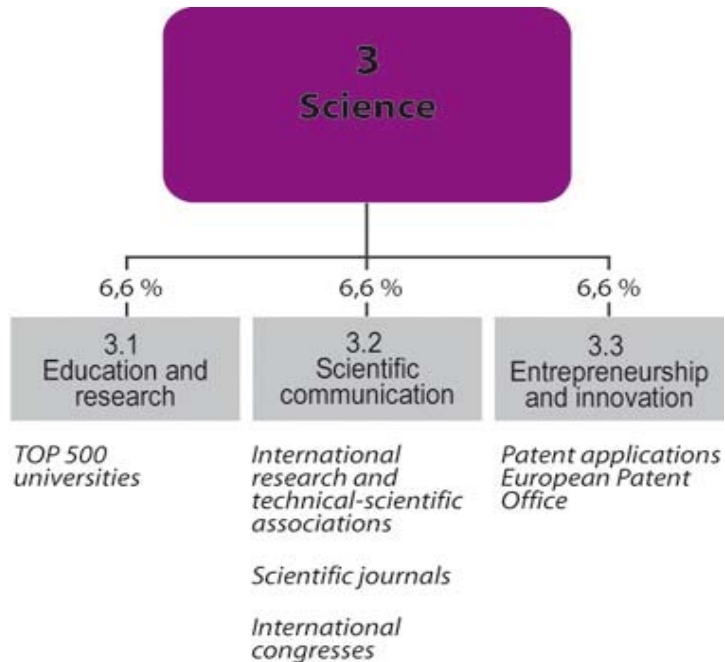 3
Science
6,6 %
6,6 %
6,6 %
3.1
Education and
research
3.2
Scientific
communication
3.3
Entrepreneurship
and innovation
TOP 500
universities
International
research and
technical-scientific
associations
Scientific journals
International
congresses
Patent applications
European Patent
Office